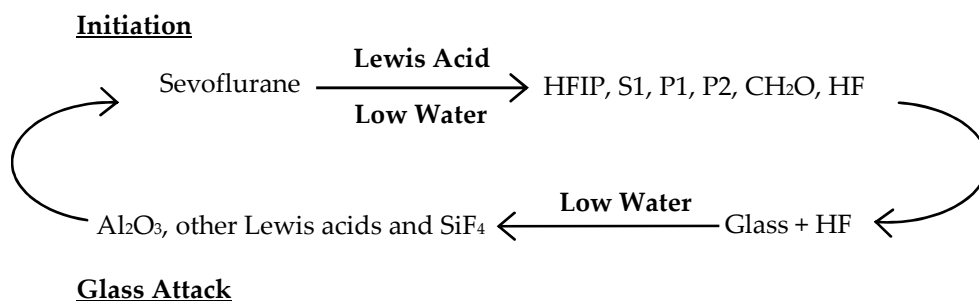 Initiation
Lewis Acid
Sevoflurane
HFIP, S1, P1, P2, CH₂O, HF
Low Water
Low Water
Al₂O₃, other Lewis acids and SiF₄
Glass + HF
Glass Attack